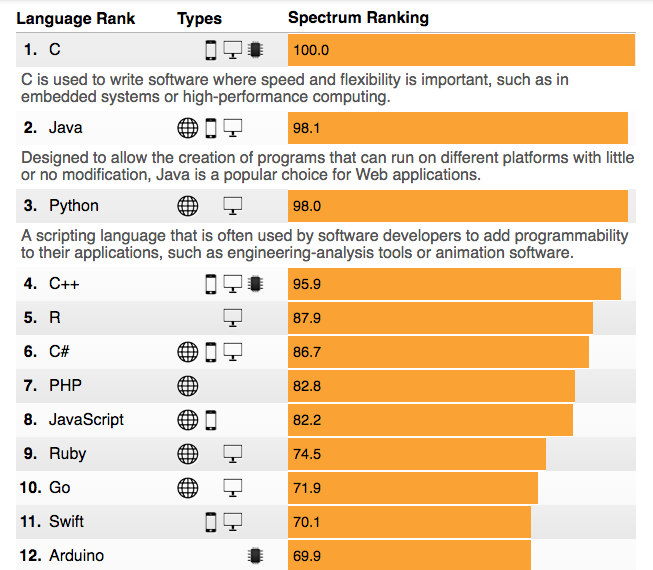 Language Rank Types Spectrum Ranking
1. C 100.0
C is used to write software where speed and flexibility is important, such as in
embedded systems or high-performance computing.
2. Java 98.1
Designed to allow the creation of programs that can run on different platforms with little
or no modification, Java is a popular choice for Web applications.
3. Python 98.0
A scripting language that is often used by software developers to add programmability
to their applications, such as engineering-analysis tools or animation software.
4. C++ 95.9
5. R 87.9
6. C# 86.7
7. PHP 82.8
8. JavaScript 82.2
9. Ruby 74.5
10. Go 71.9
11. Swift 70.1
12. Arduino 69.9